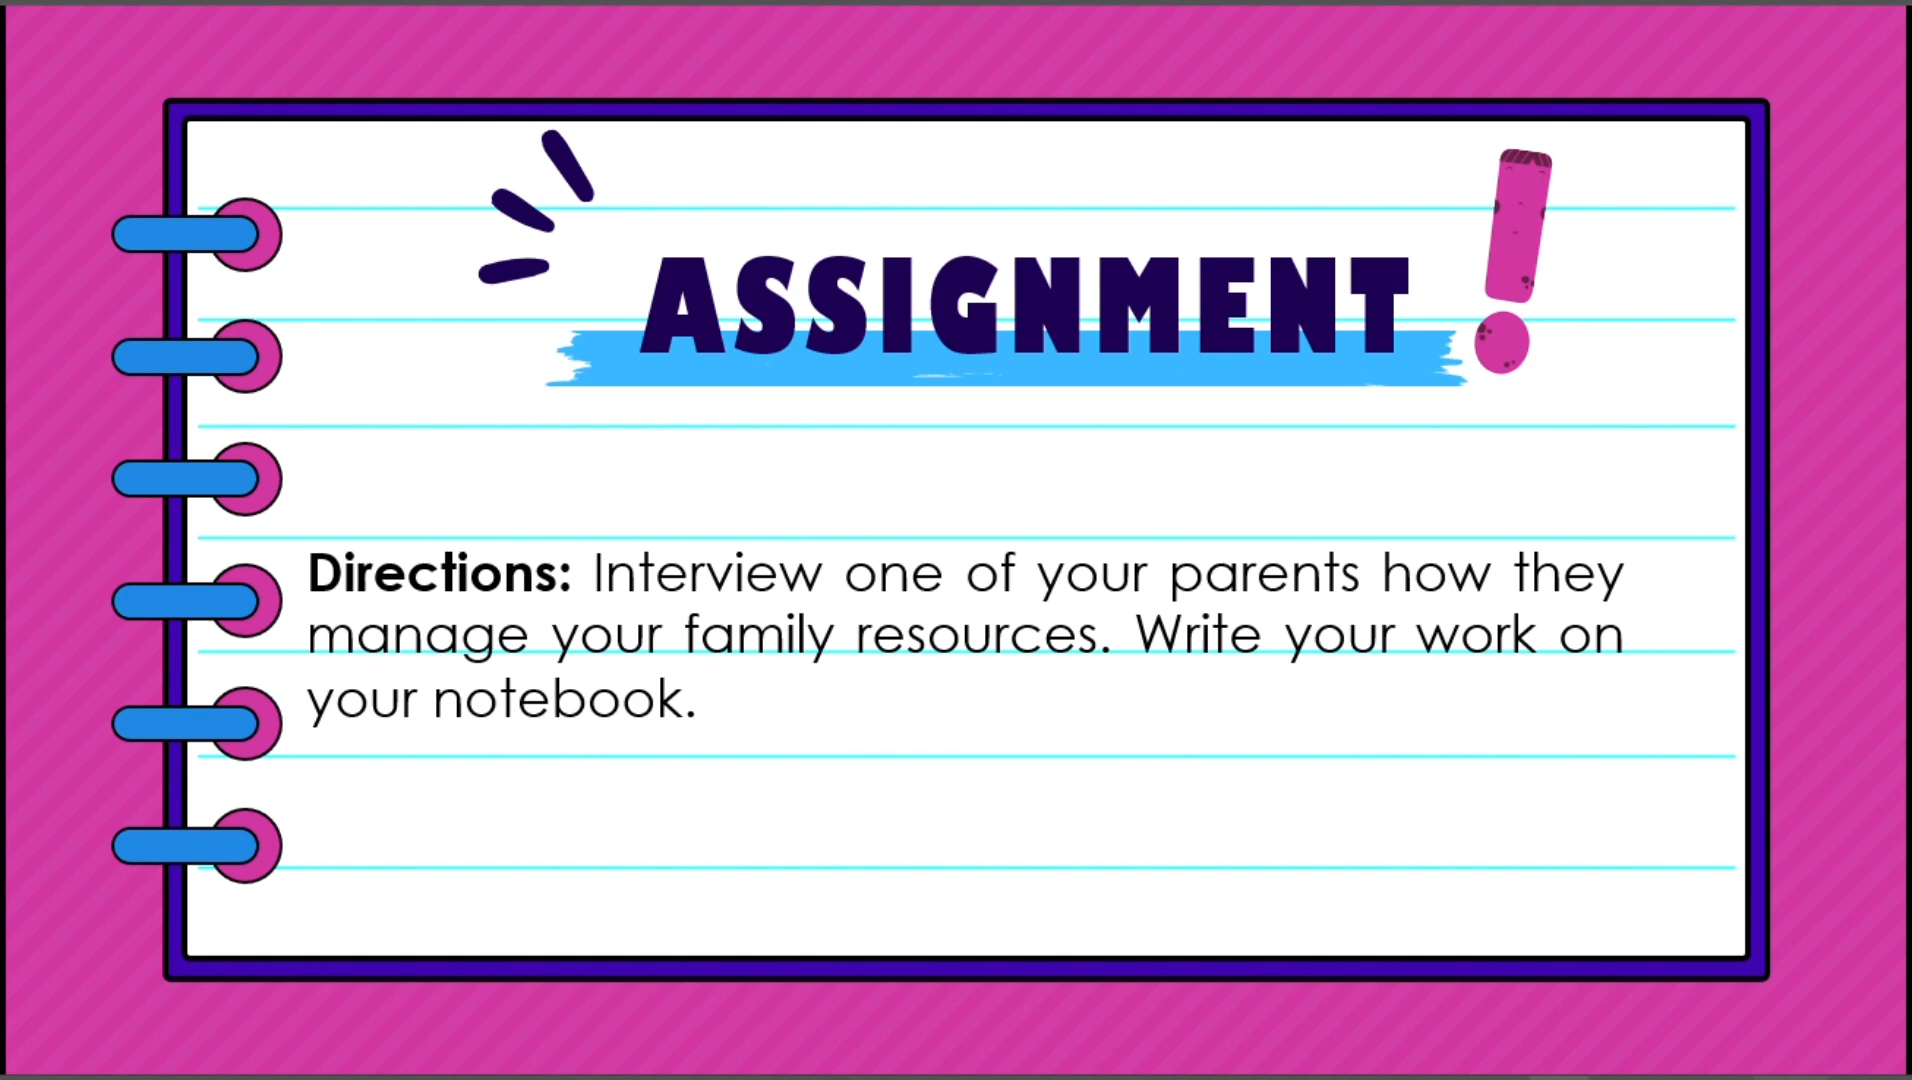 ASSIGNMENT!
Directions: Interview one of your parents how they
manage your family resources. Write your work on
your notebook.